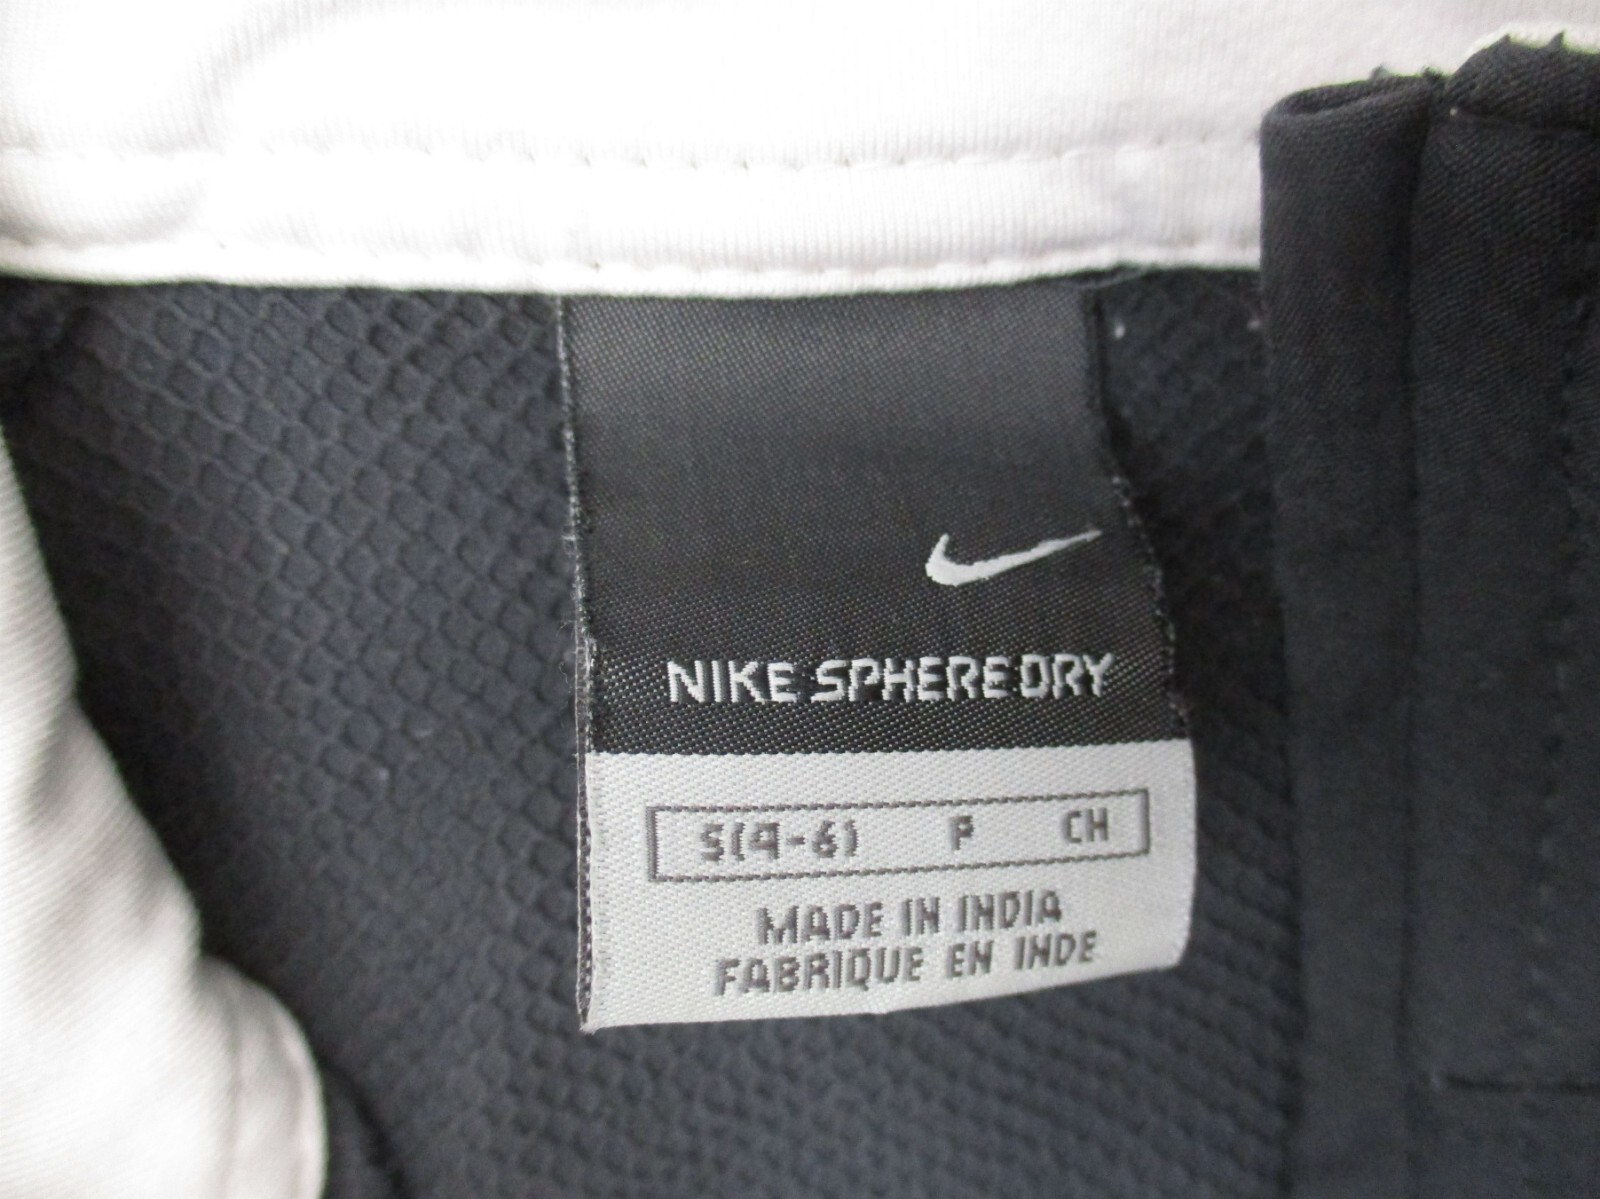 NIKE SPHERE DRY
S(4-6) P CH
MADE IN INDIA
FABRIQUE EN INDE